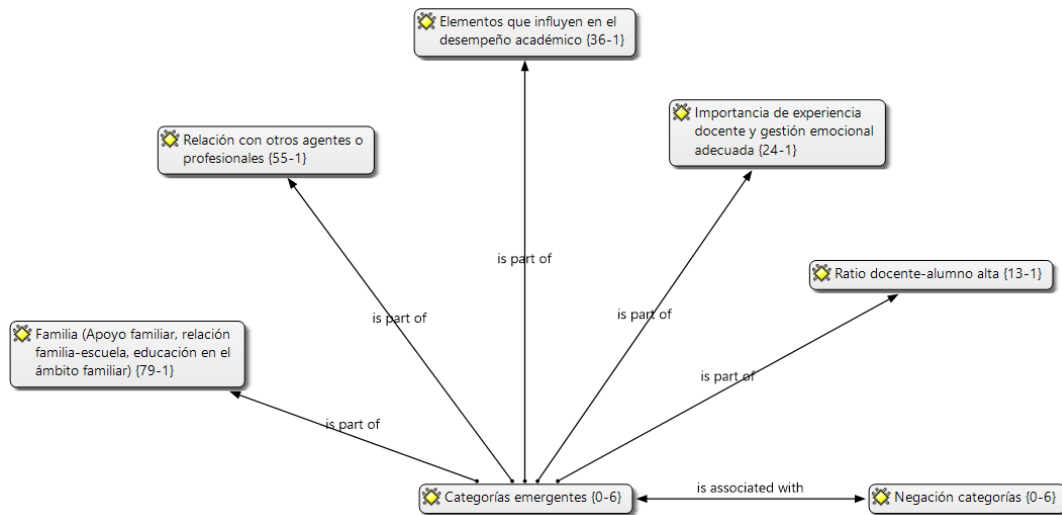 Elementos que influyen en el
desempeño académico {36-1}
Importancia de experiencia
docente y gestión emocional
adecuada {24-1}
Relación con otros agentes o
profesionales {55-1}
is part of
Ratio docente-alumno alta {13-1}
is part of
is part of
Familia (Apoyo familiar, relación
familia-escuela, educación en el
ámbito familiar) {79-1}
is part of
is part of
Categorías emergentes {0-6}
is associated with
Negación categorías {0-6}